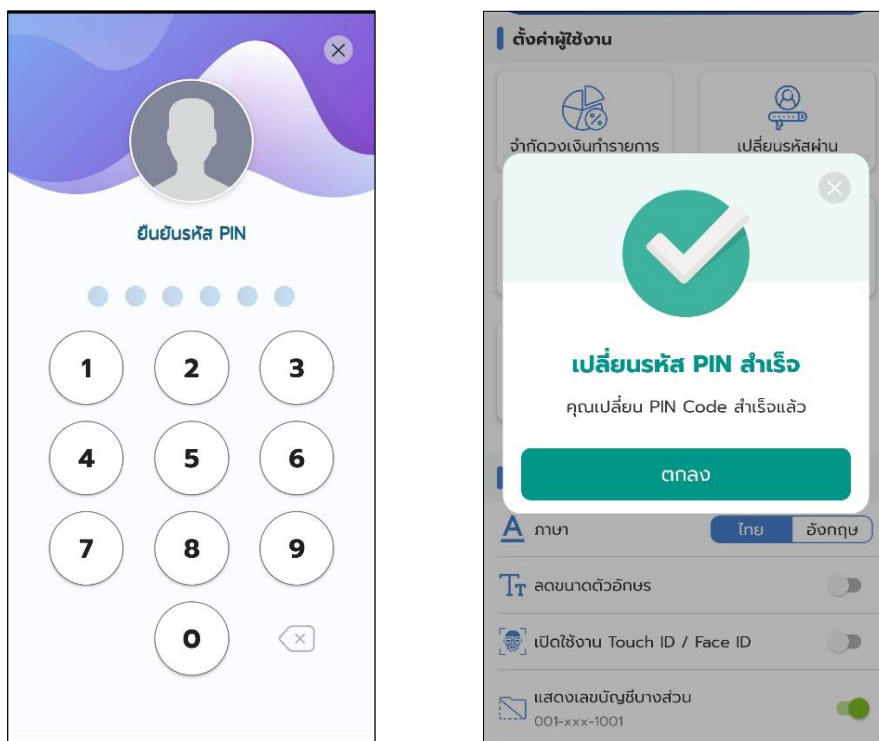 ยืนยันรหัส PIN
1 2 3
4 5 6
7 8 9
0
ตั้งค่าผู้ใช้งาน
จำกัดวงเงินทำรายการ
เปลี่ยนรหัสผ่าน
เปลี่ยนรหัส PIN สำเร็จ
คุณเปลี่ยน PIN Code สำเร็จแล้ว
ตกลง
ภาษา
ไทย อังกฤษ
ลดขนาดตัวอักษร
เปิดใช้งาน Touch ID / Face ID
แสดงเลขบัญชีบางส่วน
001-xxx-1001